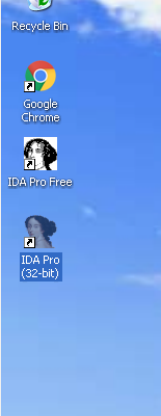 Recycle Bin
Google
Chrome
IDA Pro Free
IDA Pro
(32-bit)